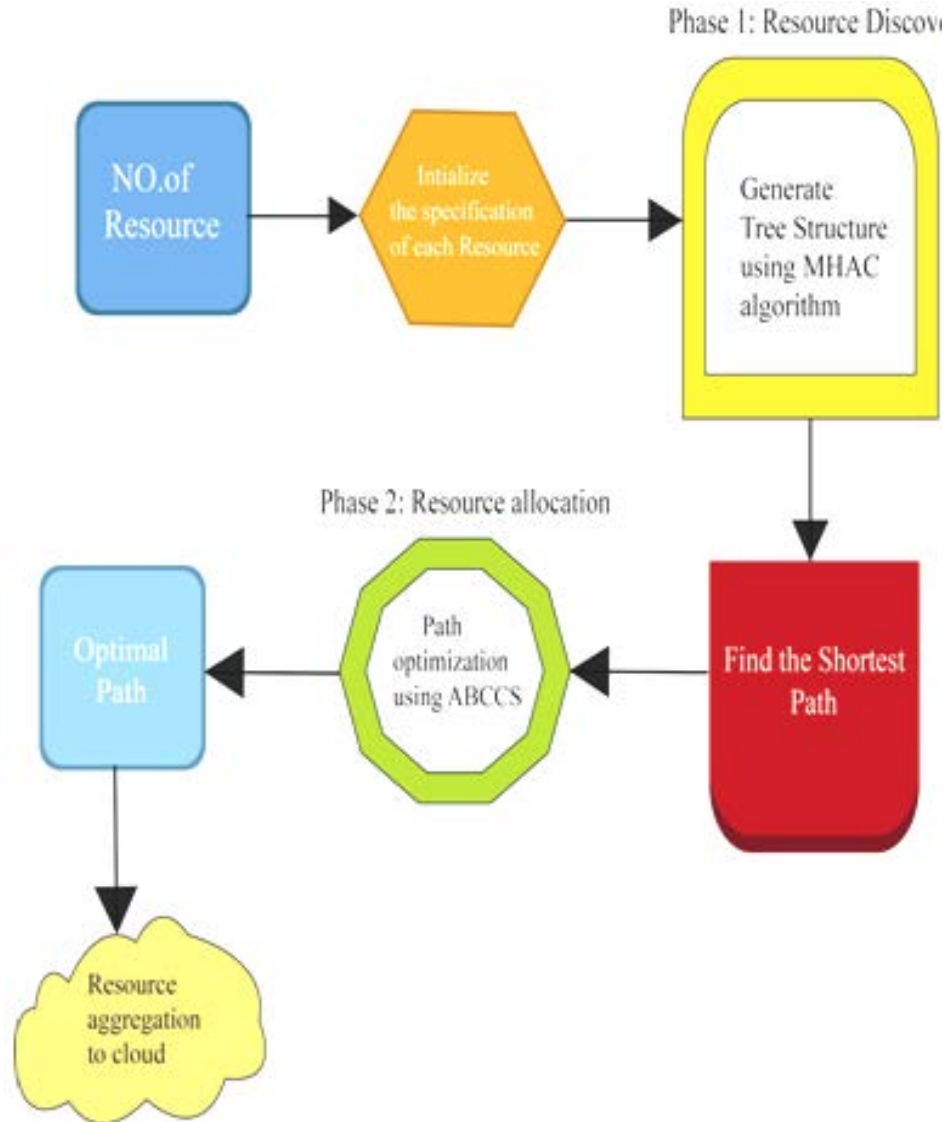 Phase 1: Resource Discove
NO.of
Resource
Intialize
the specification
of each Resource
Generate
Tree Structure
using MHAC
algorithm
Phase 2: Resource allocation
Find the Shortest
Path
Path
optimization
using ABCCS
Optimal
Path
Resource
aggregation
to cloud